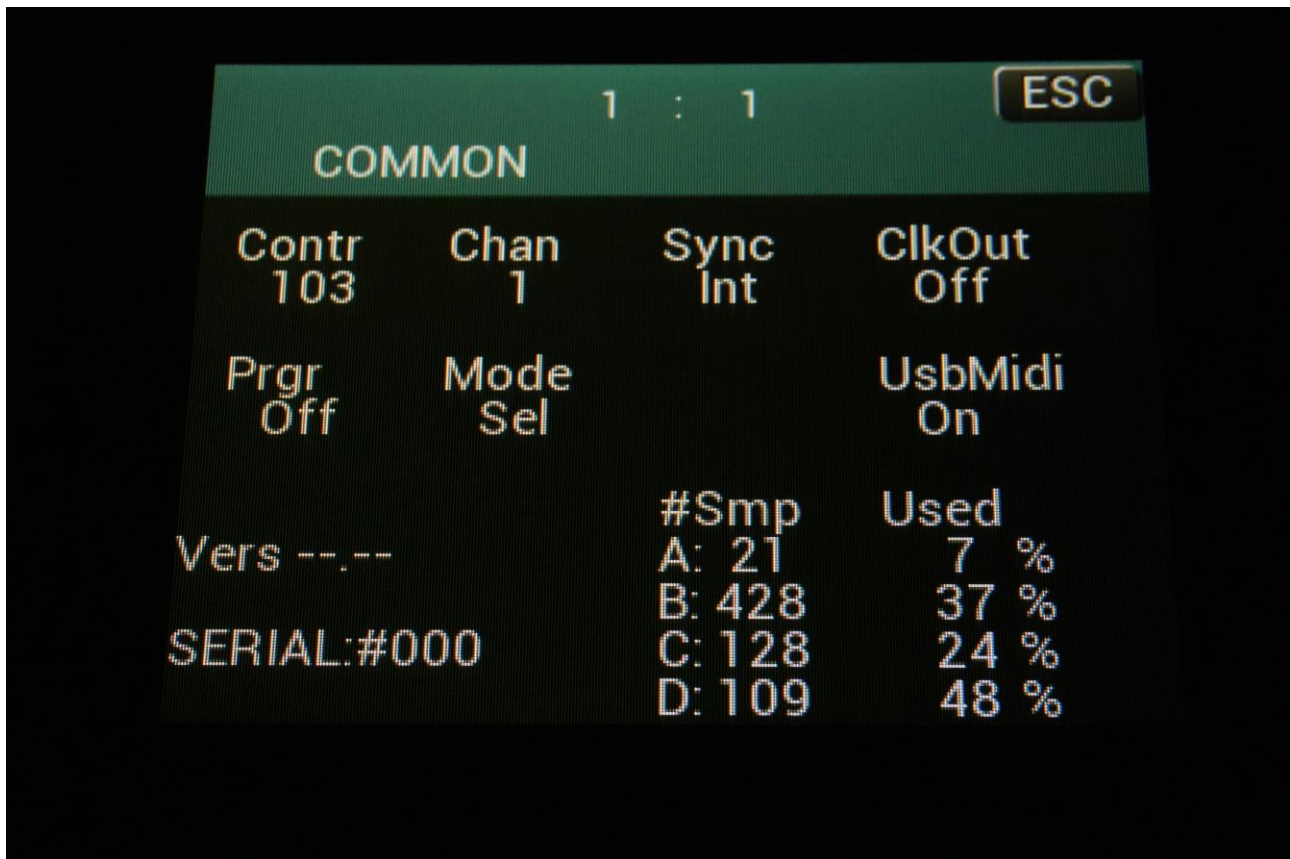 1 : 1 ESC
COMMON
Contr Chan Sync ClkOut
103 1 Int Off
Prgr Mode UsbMidi
Off Sel On
#Smp Used
Vers --.-- A: 21 7 %
B: 428 37 %
SERIAL:#000 C: 128 24 %
D: 109 48 %